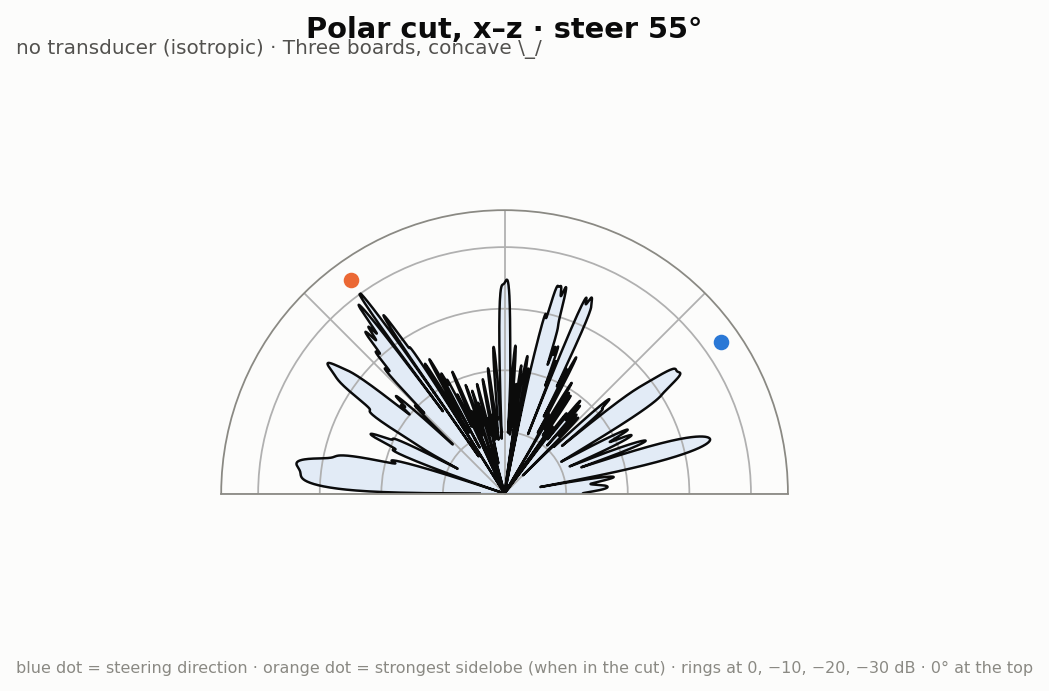 Polar cut, x–z · steer 55°
no transducer (isotropic) · Three boards, concave \_/
blue dot = steering direction · orange dot = strongest sidelobe (when in the cut) · rings at 0, −10, −20, −30 dB · 0° at the top